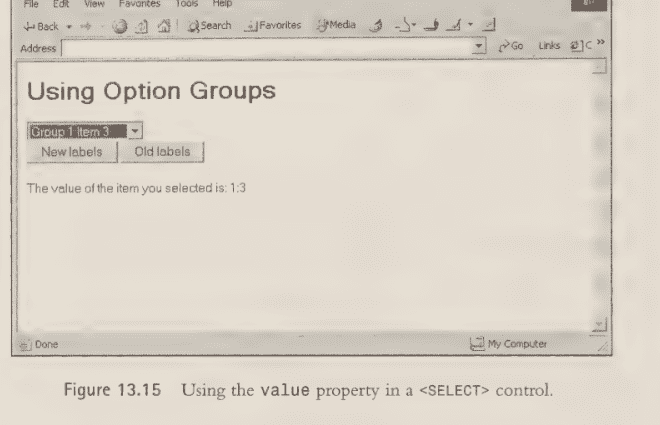 File Edit View Favorites Tools Help
Back Search Favorites Media Go Links
Address
Using Option Groups
Group 1 Item 3
New labels Old labels
The value of the item you selected is: 1:3
Done My Computer
Figure 13.15 Using the value property in a <SELECT> control.